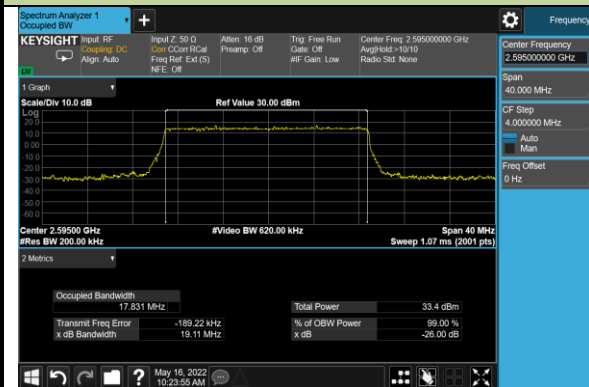 Spectrum Analyzer 1
Occupied BW
Frequency
KEYSIGHT
Input: RF
Coupling: DC
Align: Auto
Input Z: 50 Ω
Corr CCorr RCal
Freq Ref: Ext (S)
NFE: Off
Atten: 16 dB
Preamp: Off
Trig: Free Run
Gate: Off
#IF Gain: Low
Center Freq: 2.595000000 GHz
Avg|Hold:>10/10
Radio Std: None
Center Frequency
2.595000000 GHz
Span
40.000 MHz
CF Step
4.000000 MHz
Auto
Man
Freq Offset
0 Hz
1 Graph
Scale/Div 10.0 dB
Ref Value 30.00 dBm
Log
20.0
10.0
0.00
-10.0
-20.0
-30.0
-40.0
-50.0
-60.0
Center 2.59500 GHz
#Video BW 620.00 kHz
Span 40 MHz
#Res BW 200.00 kHz
Sweep 1.07 ms (2001 pts)
2 Metrics
Occupied Bandwidth
17.831 MHz
Total Power
33.4 dBm
Transmit Freq Error
-189.22 kHz
% of OBW Power
99.00 %
x dB Bandwidth
19.11 MHz
x dB
-26.00 dB
May 16, 2022
10:23:55 AM